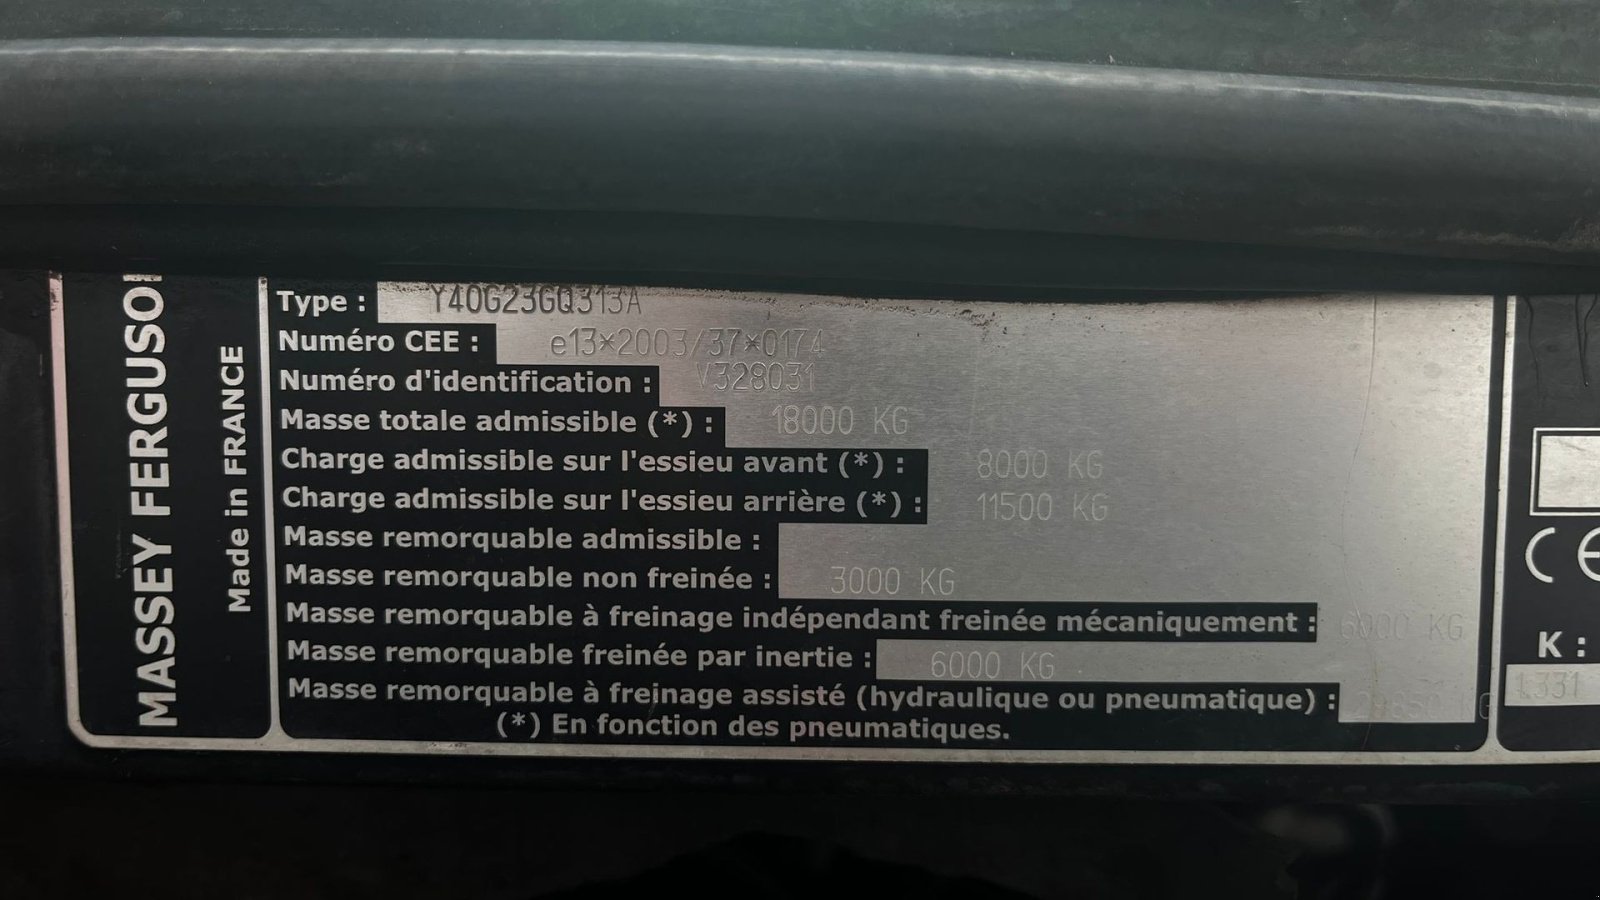 MASSEY FERGUSO
Made in FRANCE
Type : Y40G23GQ313A
Numéro CEE : e13*2003/37*0174
Numéro d'identification : V328031
Masse totale admissible (*) : 18000 KG
Charge admissible sur l'essieu avant (*) : 8000 KG
Charge admissible sur l'essieu arrière (*) : 11500 KG
Masse remorquable admissible :
Masse remorquable non freinée : 3000 KG
Masse remorquable à freinage indépendant freinée mécaniquement : 6000 KG
Masse remorquable freinée par inertie : 6000 KG
Masse remorquable à freinage assisté (hydraulique ou pneumatique) : KG
(*) En fonction des pneumatiques.
CE
K :
L331